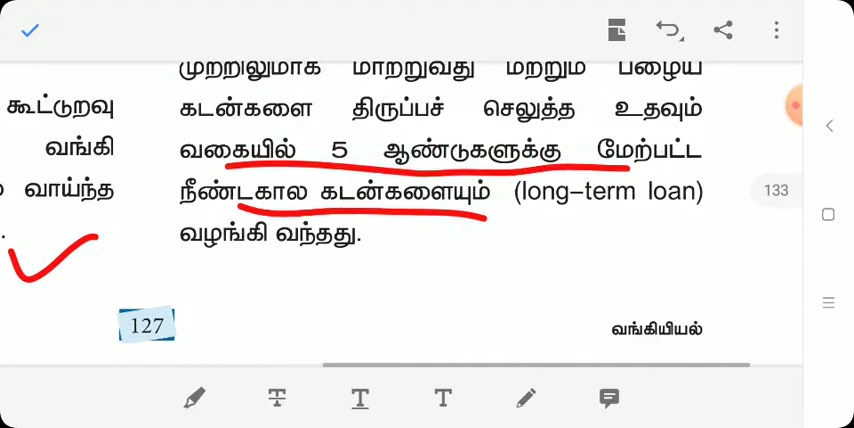 கூட்டுறவு
வங்கி
வாய்ந்த
முற்றிலுமாக மாற்றுவது மற்றும் பழைய
கடன்களை திருப்பச் செலுத்த உதவும்
வகையில் 5 ஆண்டுகளுக்கு மேற்பட்ட
நீண்டகால கடன்களையும் (long-term loan)
வழங்கி வந்தது.
133
127
வங்கியியல்